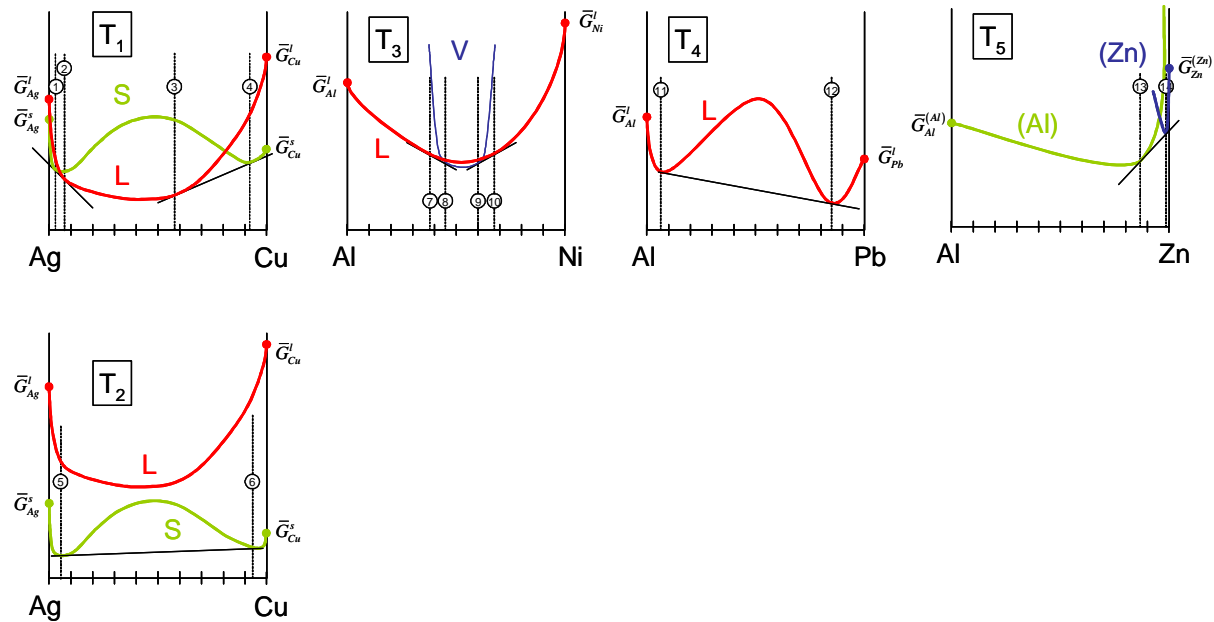 T₁
Ḡ^l_Ag
Ḡ^s_Ag
1
2
3
4
S
L
Ḡ^l_Cu
Ḡ^s_Cu
Ag
Cu
T₃
Ḡ^l_Al
Ḡ^l_Ni
L
V
7
8
9
10
Al
Ni
T₄
Ḡ^l_Al
11
L
12
Ḡ^l_Pb
Al
Pb
T₅
(Zn)
Ḡ^(Zn)_Zn
13
14
Ḡ^(Al)_Al
(Al)
Al
Zn
T₂
Ḡ^l_Ag
Ḡ^l_Cu
L
5
6
Ḡ^s_Ag
S
Ḡ^s_Cu
Ag
Cu